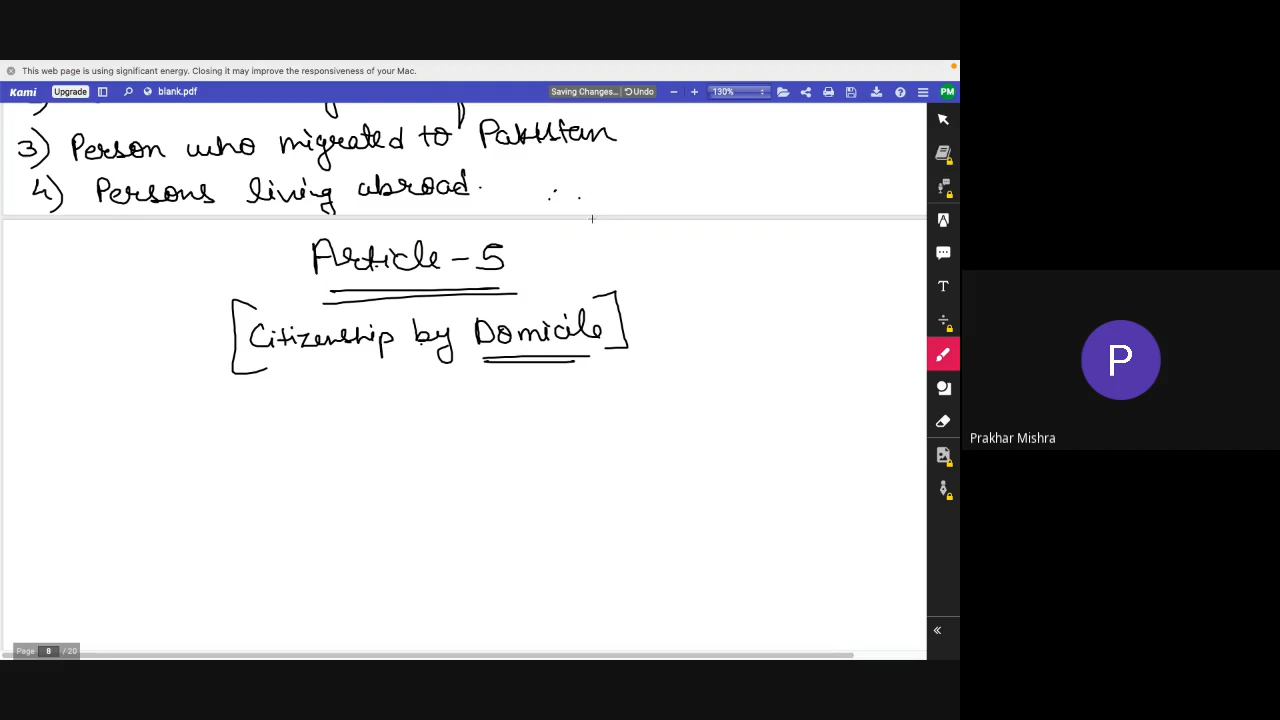 This web page is using significant energy. Closing it may improve the responsiveness of your Mac.
Kami Upgrade blank.pdf Saving Changes... Undo 130% PM
3) Person who migrated to Pakistan
4) Persons living abroad.
Article - 5
[Citizenship by Domicile]
T
P
Prakhar Mishra
Page 8 / 20